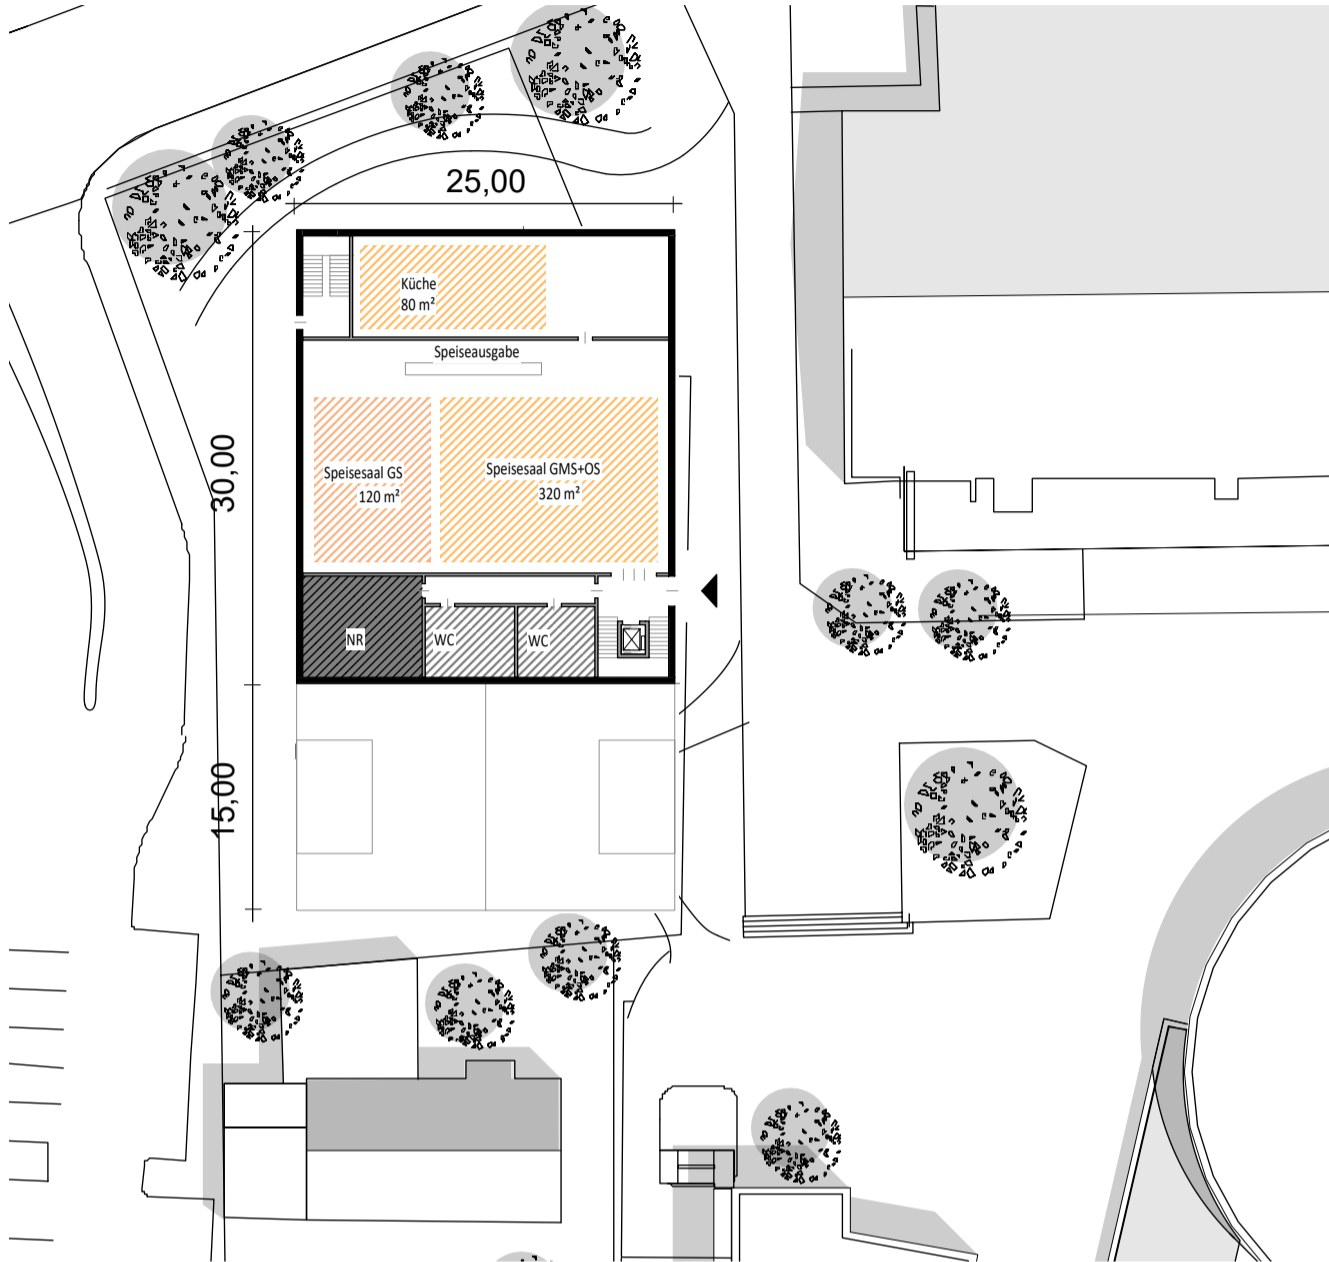 25,00
Küche
80 m²
Speiseausgabe
30,00
Speisesaal GS
120 m²
Speisesaal GMS+OS
320 m²
NR
WC
WC
15,00